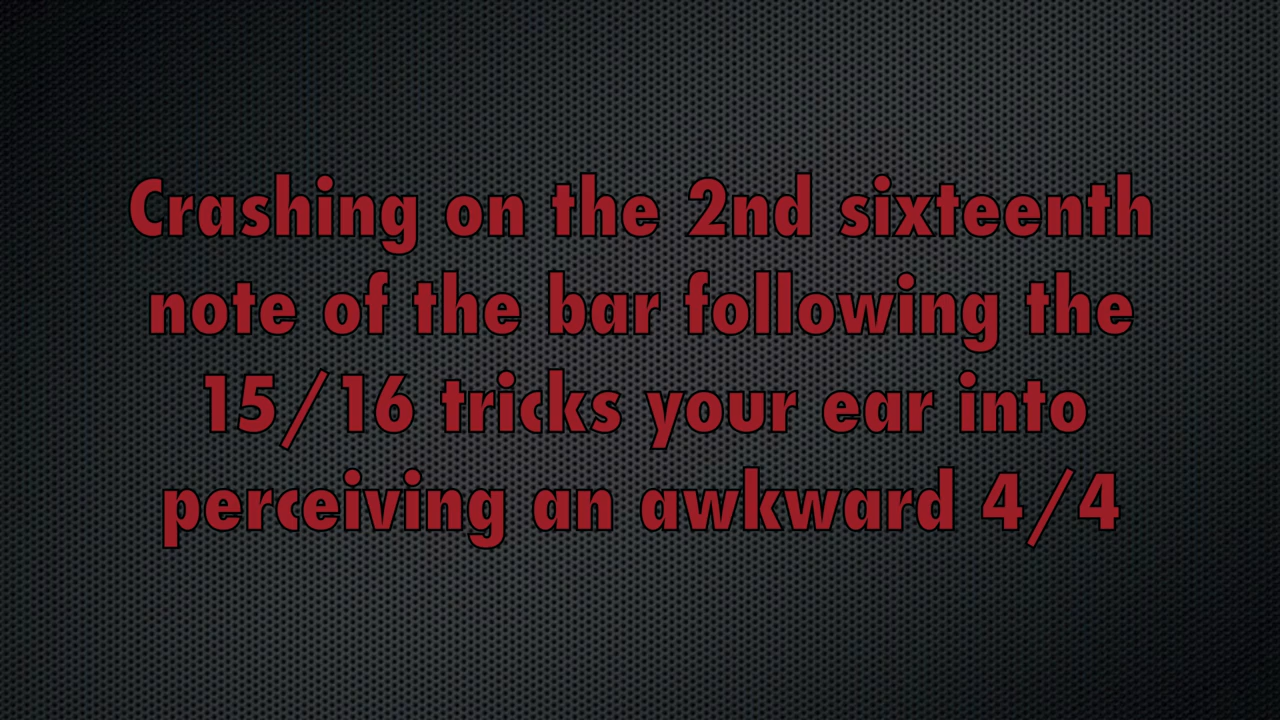 Crashing on the 2nd sixteenth
note of the bar following the
15/16 tricks your ear into
perceiving an awkward 4/4